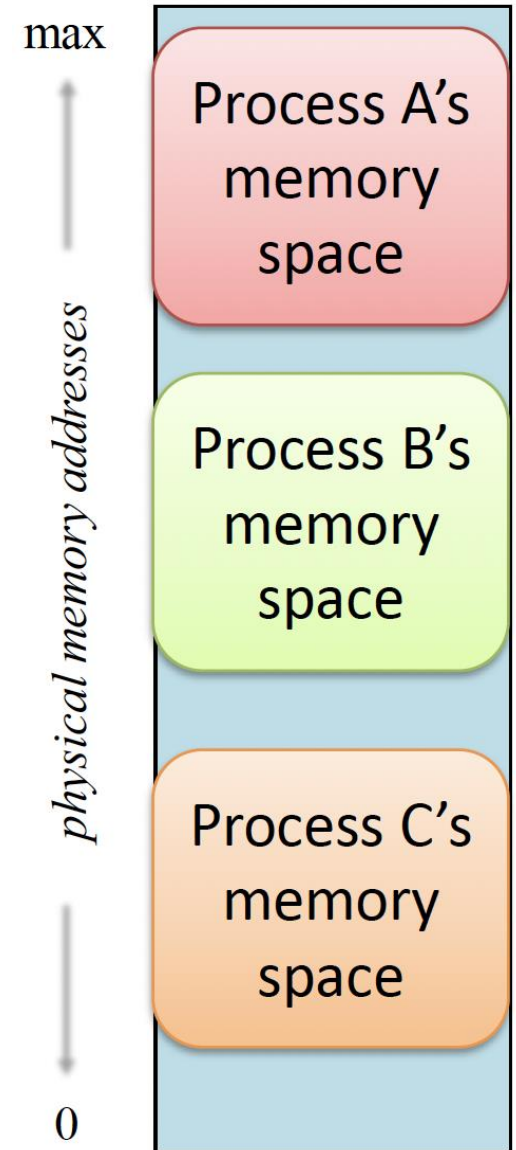 max
Process A’s
memory
space
physical memory addresses
Process B’s
memory
space
Process C’s
memory
space
0